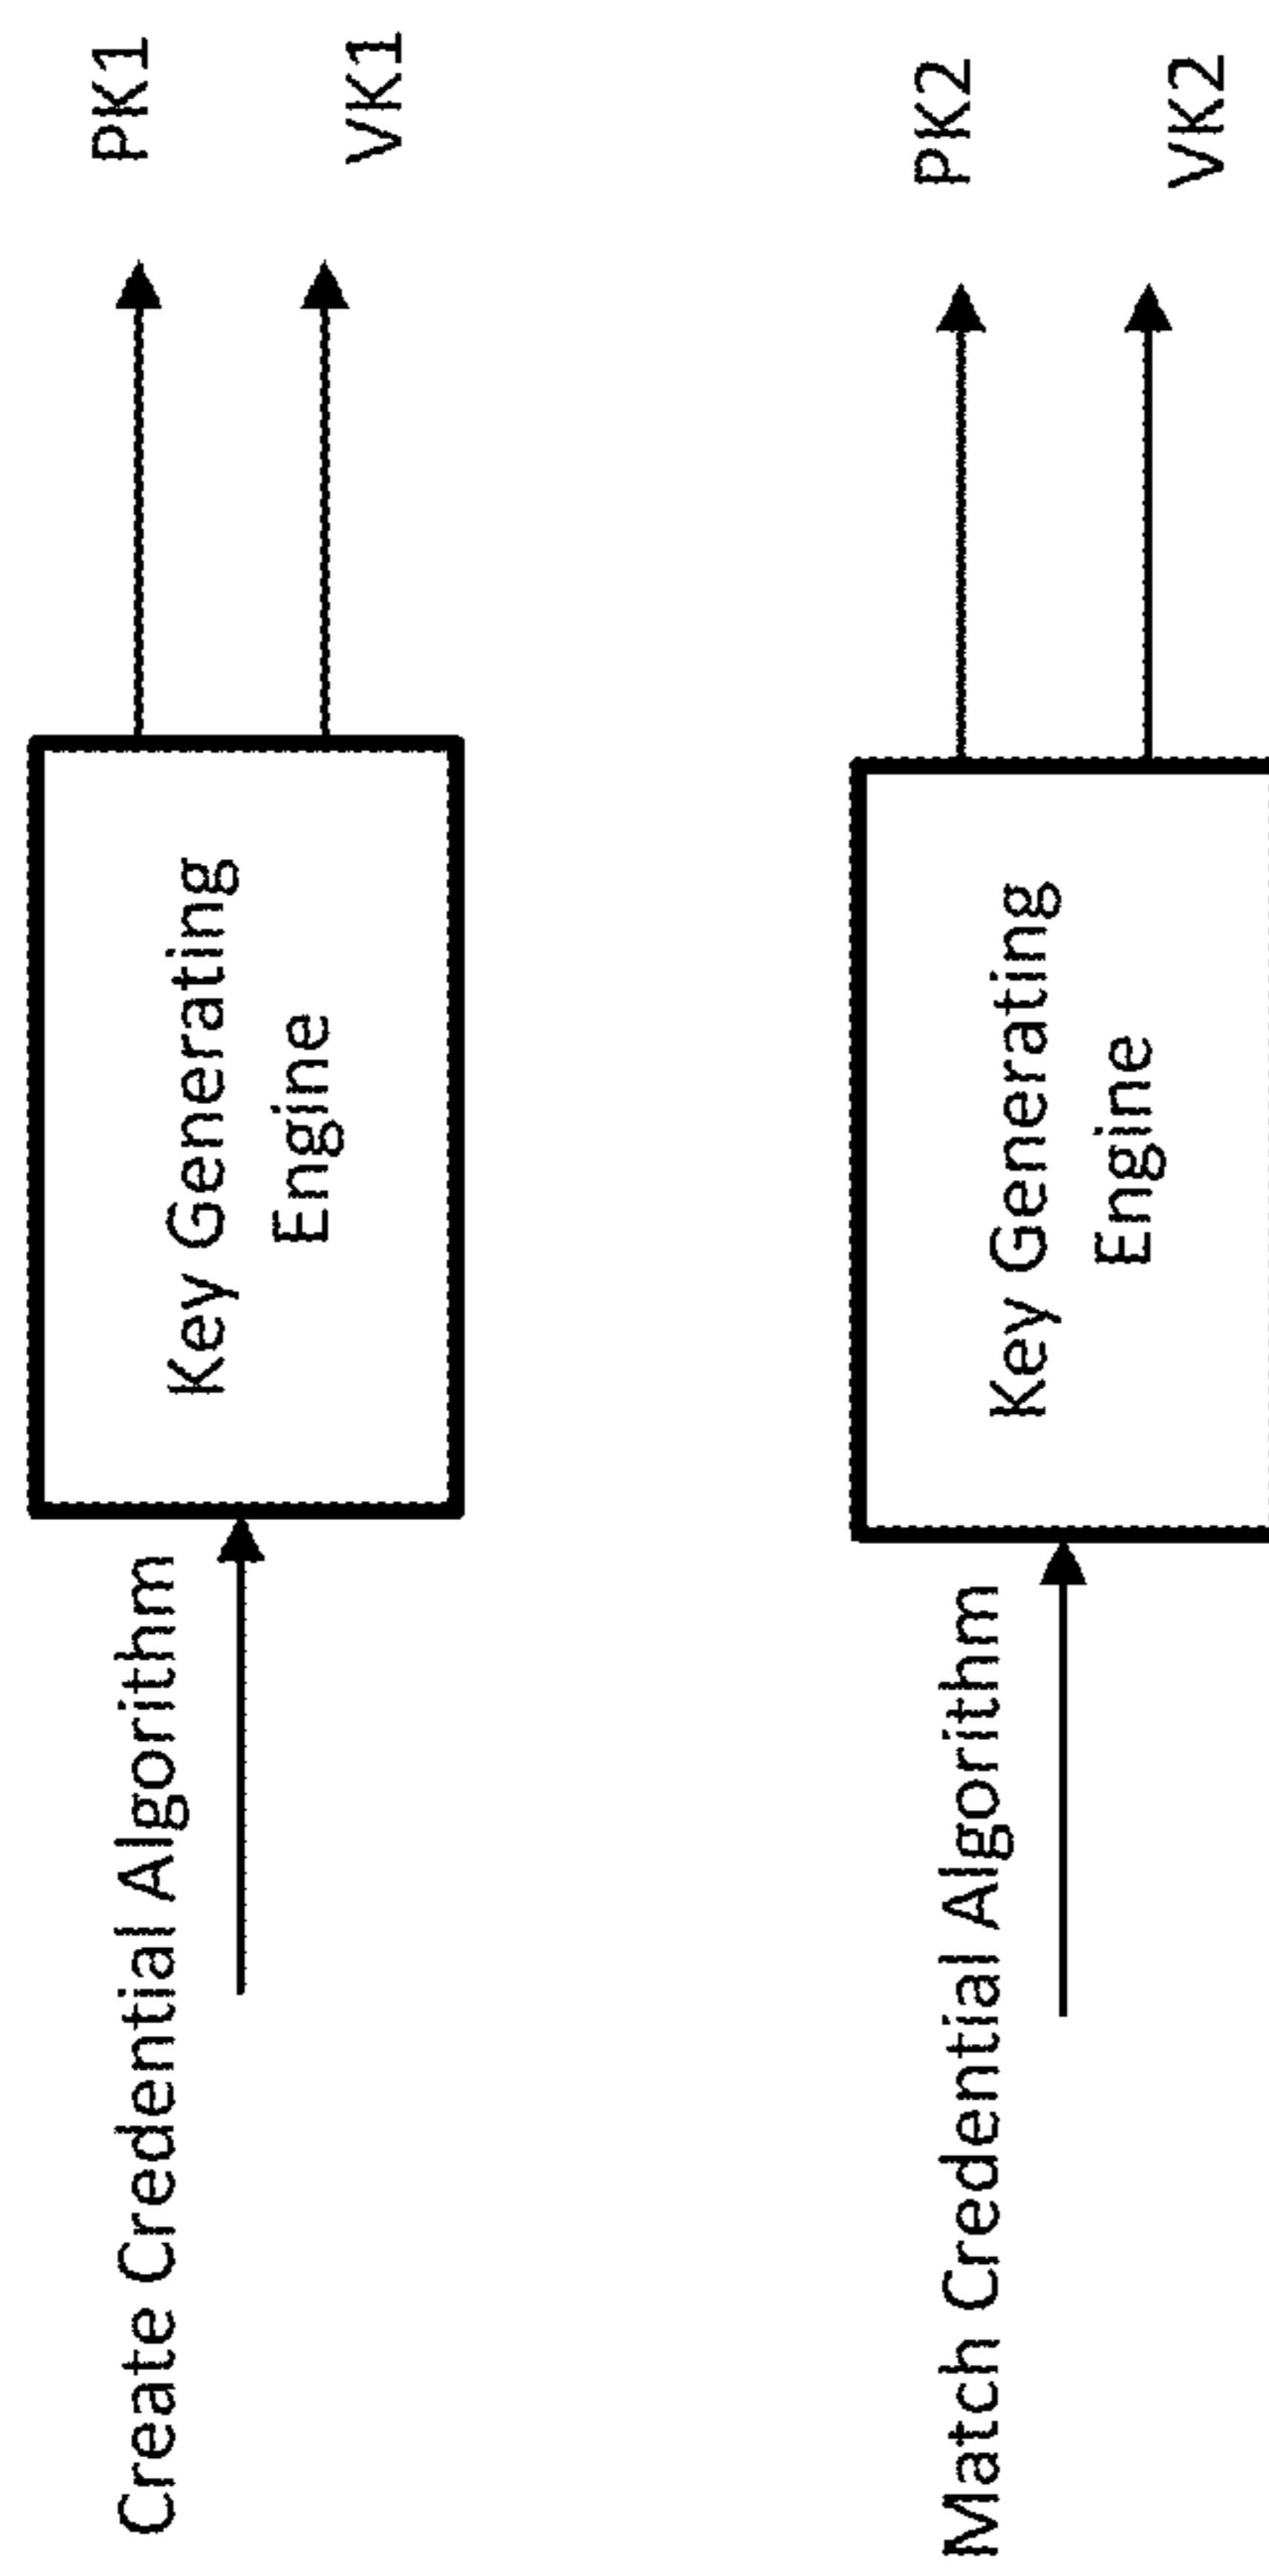 Create Credential Algorithm
Key Generating
Engine
PK1
VK1
Match Credential Algorithm
Key Generating
Engine
PK2
VK2